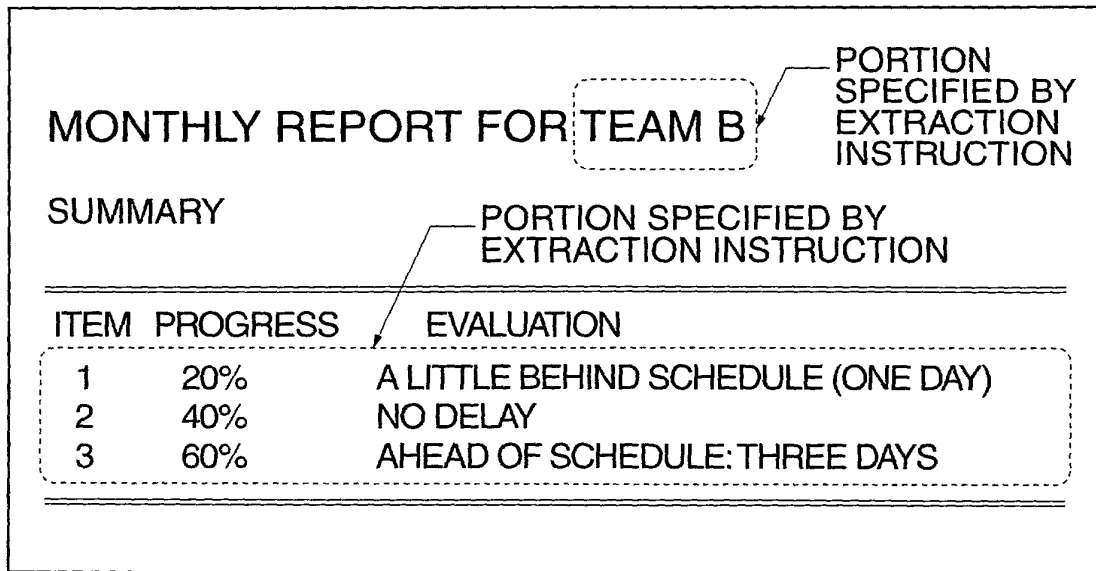 MONTHLY REPORT FOR TEAM B
PORTION
SPECIFIED BY
EXTRACTION
INSTRUCTION
SUMMARY
PORTION SPECIFIED BY
EXTRACTION INSTRUCTION
ITEM PROGRESS EVALUATION
1 20% A LITTLE BEHIND SCHEDULE (ONE DAY)
2 40% NO DELAY
3 60% AHEAD OF SCHEDULE: THREE DAYS